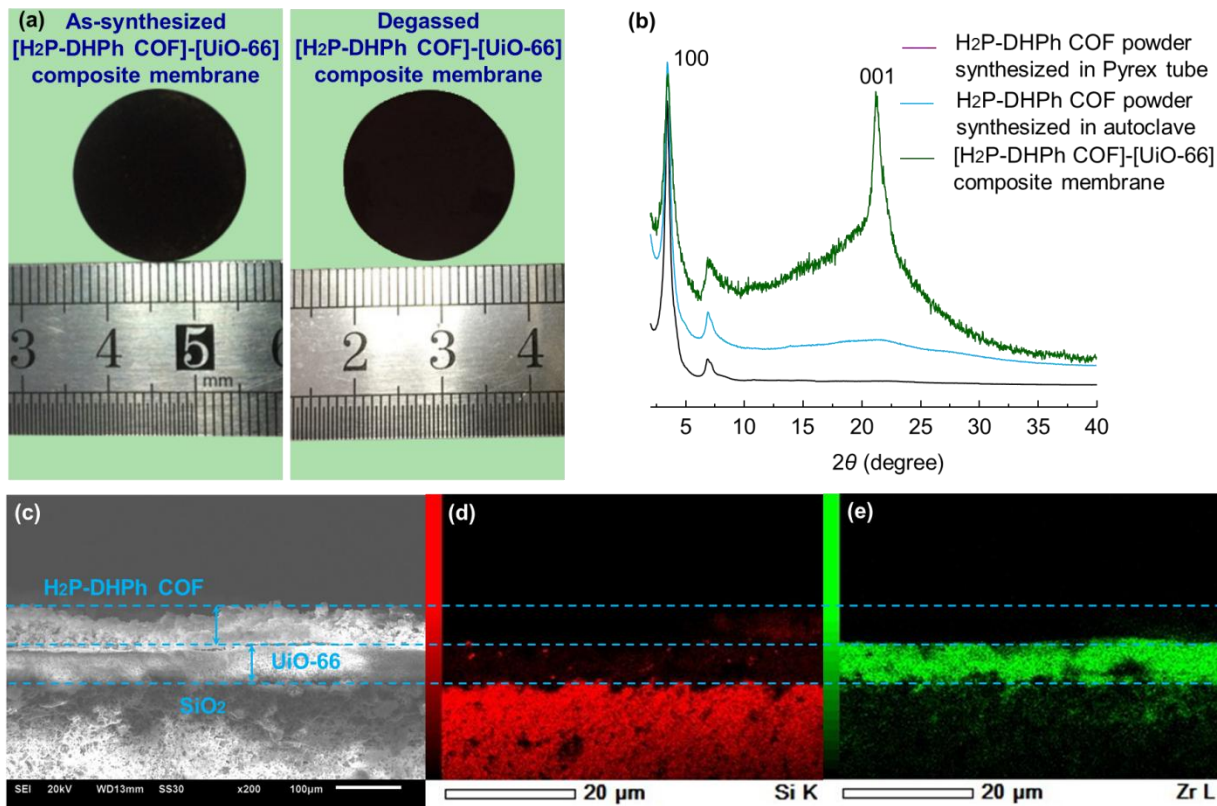 (a) As-synthesized
[H2P-DHPh COF]-[UiO-66]
composite membrane
Degassed
[H2P-DHPh COF]-[UiO-66]
composite membrane
3 4 5 6
mm
2 3 4
(b)
100
001
H2P-DHPh COF powder
synthesized in Pyrex tube
H2P-DHPh COF powder
synthesized in autoclave
[H2P-DHPh COF]-[UiO-66]
composite membrane
5 10 15 20 25 30 35 40
2θ (degree)
(c)
H2P-DHPh COF
UiO-66
SiO2
SEI 20kV WD13mm SS30 x200 100μm
(d)
20 μm Si K
(e)
20 μm Zr L